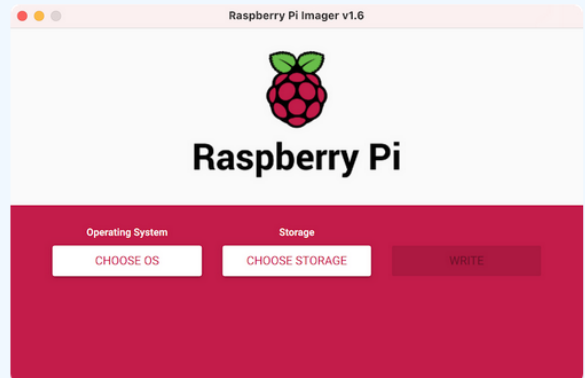 Raspberry Pi Imager v1.6
Raspberry Pi
Operating System
Storage
CHOOSE OS
CHOOSE STORAGE
WRITE